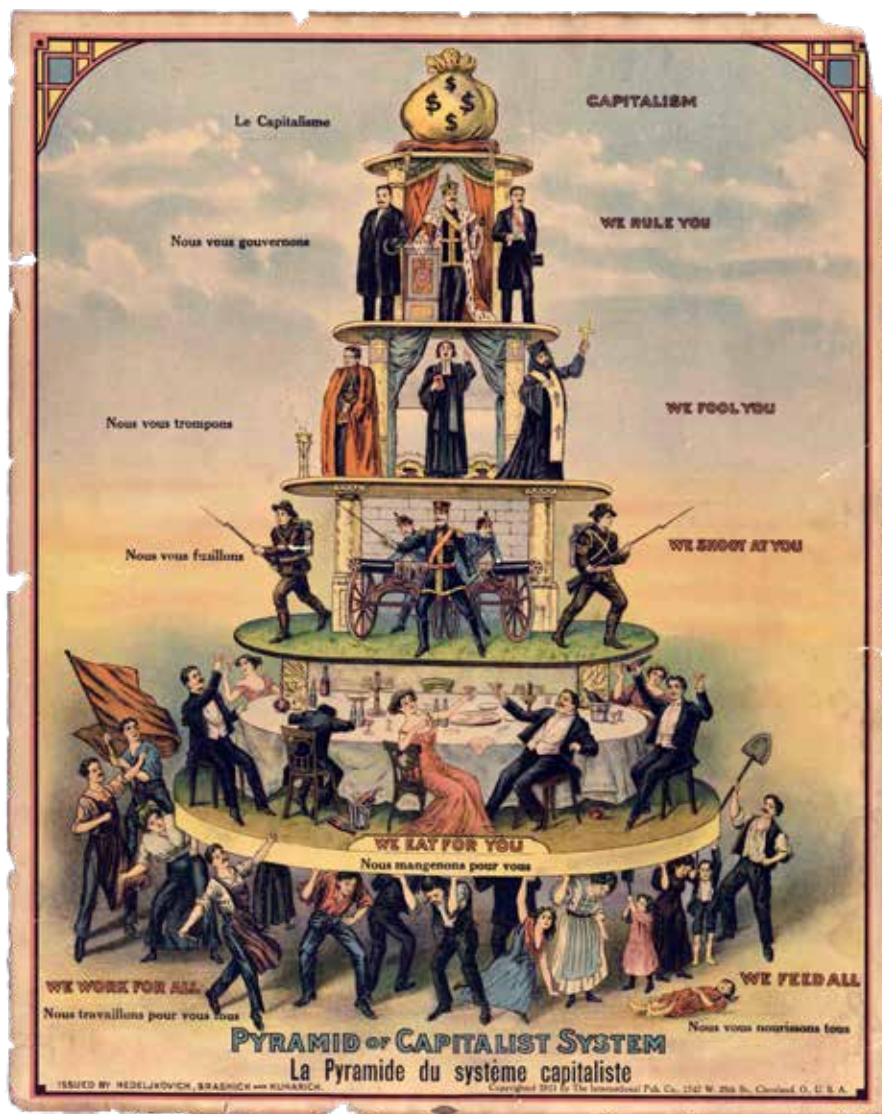 $ $ $ $
Le Capitalisme
CAPITALISM
Nous vous gouvernons
WE RULE YOU
Nous vous trompons
WE FOOL YOU
Nous vous fusillons
WE SHOOT AT YOU
WE EAT FOR YOU
Nous mangenons pour vous
WE WORK FOR ALL
WE FEED ALL
Nous travaillons pour vous tous
Nous vous nourissons tous
PYRAMID OF CAPITALIST SYSTEM
La Pyramide du système capitaliste
ISSUED BY NEDELJKOVICH, BRASHICH AND KUHARICH.
Copyrighted 1911 by The International Pub. Co., W. 29th St., Cleveland, O., U. S. A.